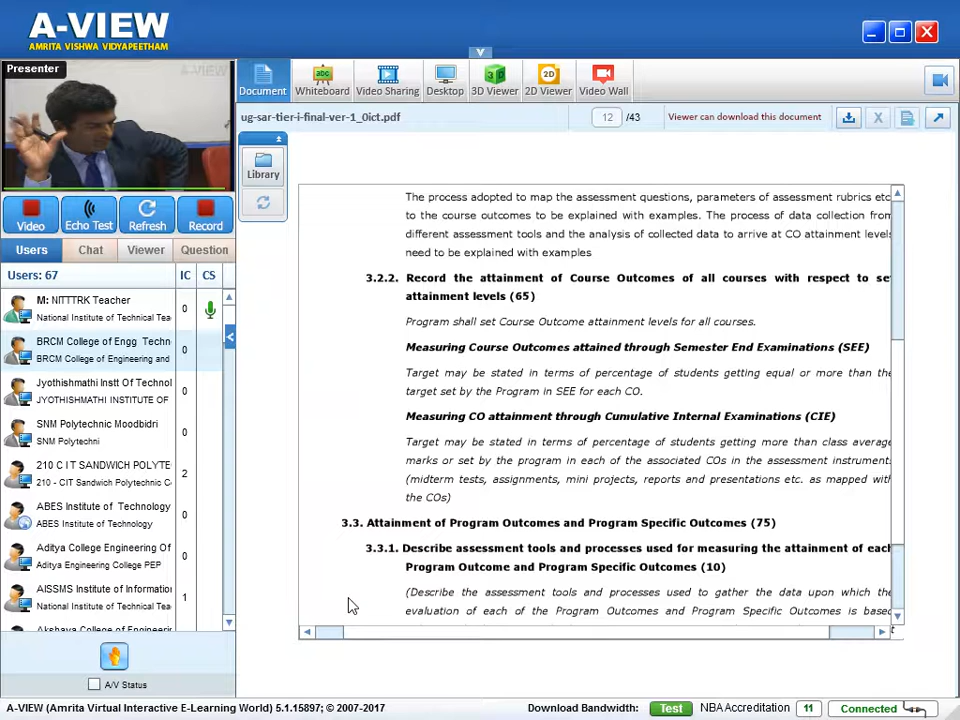 A-VIEW
AMRITA VISHWA VIDYAPEETHAM
Presenter
A-VIEW
Document
Whiteboard
Video Sharing
Desktop
3D Viewer
2D Viewer
Video Wall
ug-sar-tier-i-final-ver-1_0ict.pdf
12 /43
Viewer can download this document
Library
Video
Echo Test
Refresh
Record
Users
Chat
Viewer
Question
Users: 67
IC
CS
M: NITTTRK Teacher
National Institute of Technical Tea
0
BRCM College of Engg Techn
BRCM College of Engineering and
0
Jyothishmathi Instt Of Technol
JYOTHISHMATHI INSTITUTE OF
0
SNM Polytechnic Moodbidri
SNM Polytechni
0
210 C I T SANDWICH POLYTE
210 - CIT Sandwich Polytechnic C
2
ABES Institute of Technology
ABES Institute of Technology
0
Aditya College Engineering Of
Aditya Engineering College PEP
0
AISSMS Institute of Informatio
National Institute of Technical Tea
1
Akshaya College of Engineeri
A/V Status
The process adopted to map the assessment questions, parameters of assessment rubrics etc
to the course outcomes to be explained with examples. The process of data collection from
different assessment tools and the analysis of collected data to arrive at CO attainment levels
need to be explained with examples
3.2.2. Record the attainment of Course Outcomes of all courses with respect to se
attainment levels (65)
Program shall set Course Outcome attainment levels for all courses.
Measuring Course Outcomes attained through Semester End Examinations (SEE)
Target may be stated in terms of percentage of students getting equal or more than the
target set by the Program in SEE for each CO.
Measuring CO attainment through Cumulative Internal Examinations (CIE)
Target may be stated in terms of percentage of students getting more than class average
marks or set by the program in each of the associated COs in the assessment instrument
(midterm tests, assignments, mini projects, reports and presentations etc. as mapped with
the COs)
3.3. Attainment of Program Outcomes and Program Specific Outcomes (75)
3.3.1. Describe assessment tools and processes used for measuring the attainment of each
Program Outcome and Program Specific Outcomes (10)
(Describe the assessment tools and processes used to gather the data upon which the
evaluation of each of the Program Outcomes and Program Specific Outcomes is based
A-VIEW (Amrita Virtual Interactive E-Learning World) 5.1.15897; © 2007-2017
Download Bandwidth:
Test
NBA Accreditation
11
Connected